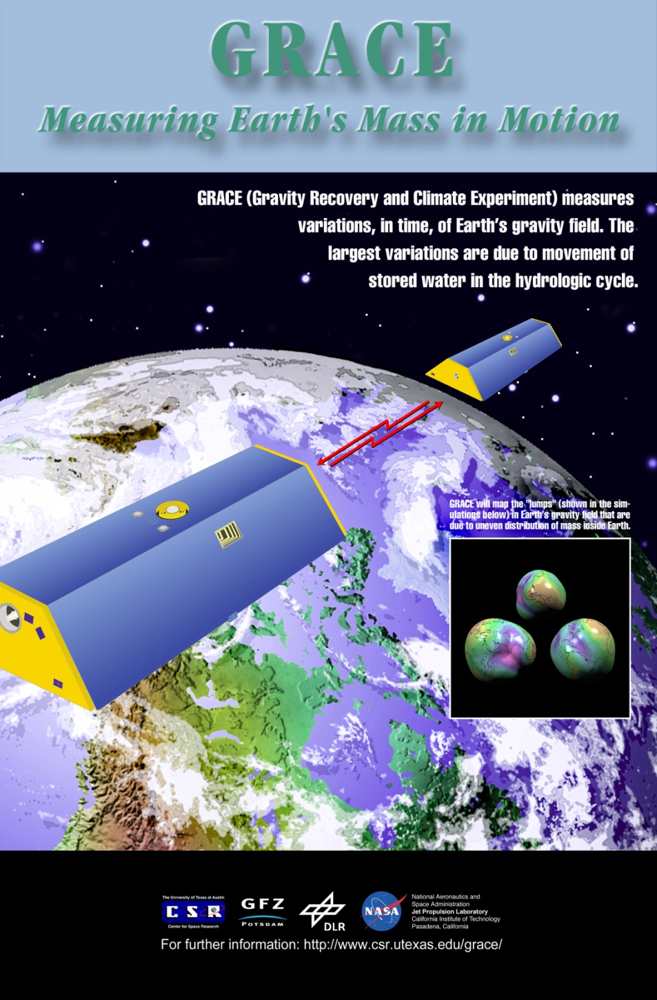 GRACE
Measuring Earth's Mass in Motion
GRACE (Gravity Recovery and Climate Experiment) measures
variations, in time, of Earth's gravity field. The
largest variations are due to movement of
stored water in the hydrologic cycle.
GRACE will map the "lumps" (shown in the sim-
ulations below) in Earth's gravity field that are
due to uneven distribution of mass inside Earth.
The University of Texas at Austin
CSR
Center for Space Research
GFZ
POTSDAM
DLR
NASA
National Aeronautics and
Space Administration
Jet Propulsion Laboratory
California Institute of Technology
Pasadena, California
For further information: http://www.csr.utexas.edu/grace/